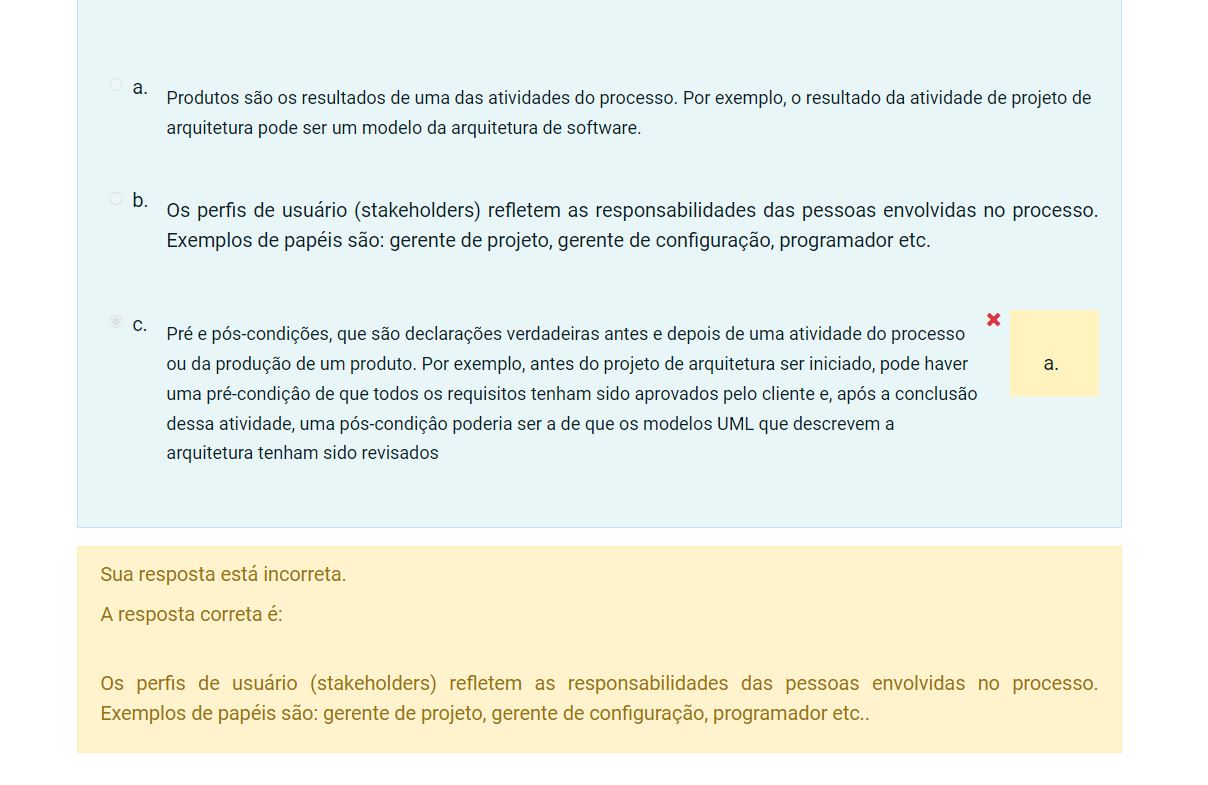 a.
Produtos são os resultados de uma das atividades do processo. Por exemplo, o resultado da atividade de projeto de
arquitetura pode ser um modelo da arquitetura de software.
b.
Os perfis de usuário (stakeholders) refletem as responsabilidades das pessoas envolvidas no processo.
Exemplos de papéis são: gerente de projeto, gerente de configuração, programador etc.
c.
Pré e pós-condições, que são declarações verdadeiras antes e depois de uma atividade do processo
ou da produção de um produto. Por exemplo, antes do projeto de arquitetura ser iniciado, pode haver
uma pré-condiçâo de que todos os requisitos tenham sido aprovados pelo cliente e, após a conclusão
dessa atividade, uma pós-condiçâo poderia ser a de que os modelos UML que descrevem a
arquitetura tenham sido revisados
a.
Sua resposta está incorreta.
A resposta correta é:
Os perfis de usuário (stakeholders) refletem as responsabilidades das pessoas envolvidas no processo.
Exemplos de papéis são: gerente de projeto, gerente de configuração, programador etc..